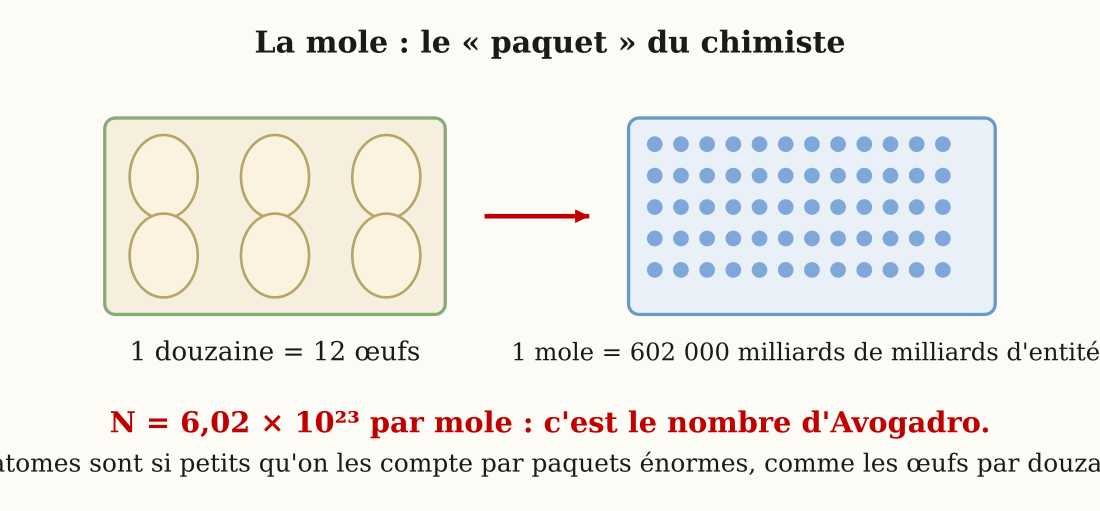 La mole : le « paquet » du chimiste
1 douzaine = 12 œufs
1 mole = 602 000 milliards de milliards d'entité
N = 6,02 × 10²³ par mole : c'est le nombre d'Avogadro.
atomes sont si petits qu'on les compte par paquets énormes, comme les œufs par douza